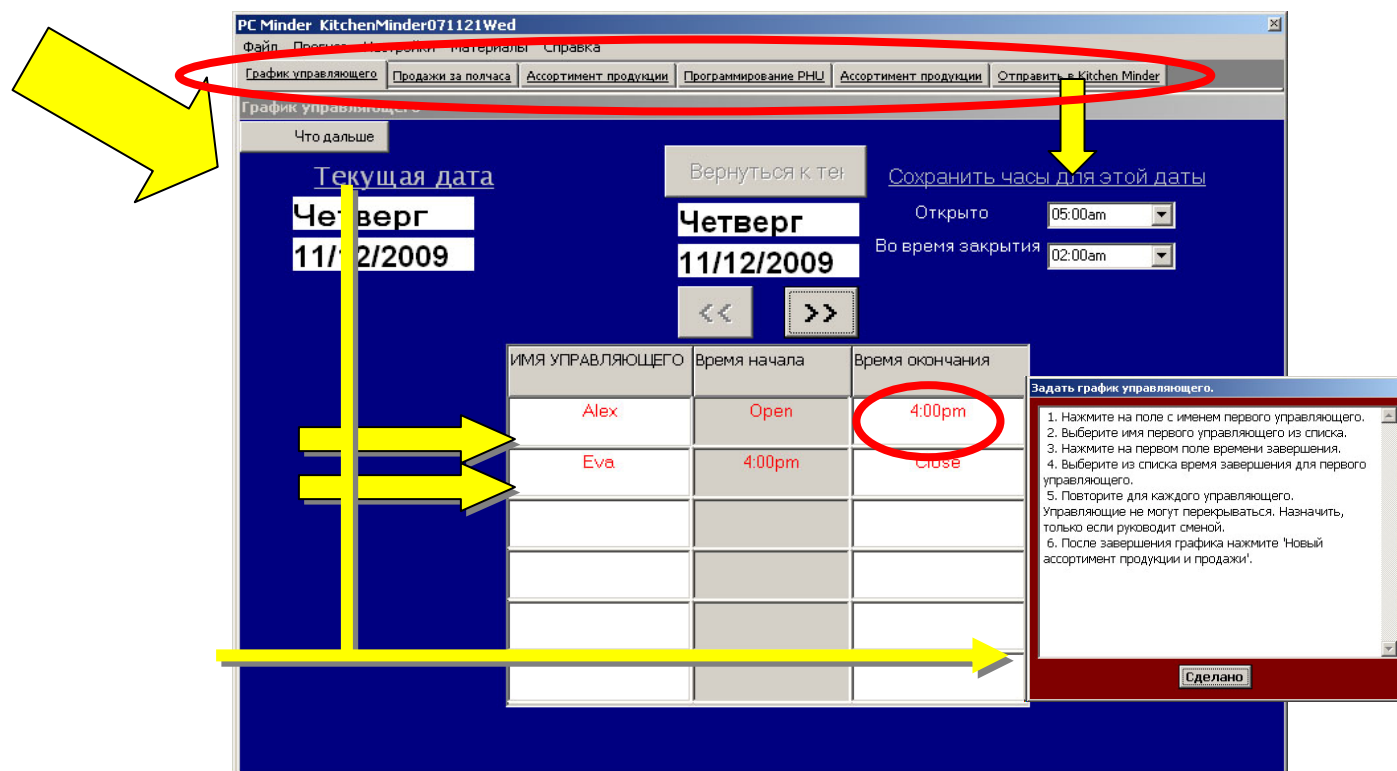 PC Minder KitchenMinder071121Wed
Файл Прогноз Настройки Материалы Справка
График управляющего Продажи за полчаса Ассортимент продукции Программирование PHU Ассортимент продукции Отправить в Kitchen Minder
График управляющего
Что дальше
Текущая дата
Вернуться к тек
Сохранить часы для этой даты
Четверг
Четверг
Открыто 05:00am
11/12/2009
11/12/2009
Во время закрытия 02:00am
<< >>
ИМЯ УПРАВЛЯЮЩЕГО Время начала Время окончания
Alex Open 4:00pm
Eva 4:00pm Close
Задать график управляющего.
1. Нажмите на поле с именем первого управляющего.
2. Выберите имя первого управляющего из списка.
3. Нажмите на первом поле времени завершения.
4. Выберите из списка время завершения для первого
управляющего.
5. Повторите для каждого управляющего.
Управляющие не могут перекрываться. Назначить,
только если руководит сменой.
6. После завершения графика нажмите 'Новый
ассортимент продукции и продажи'.
Сделано